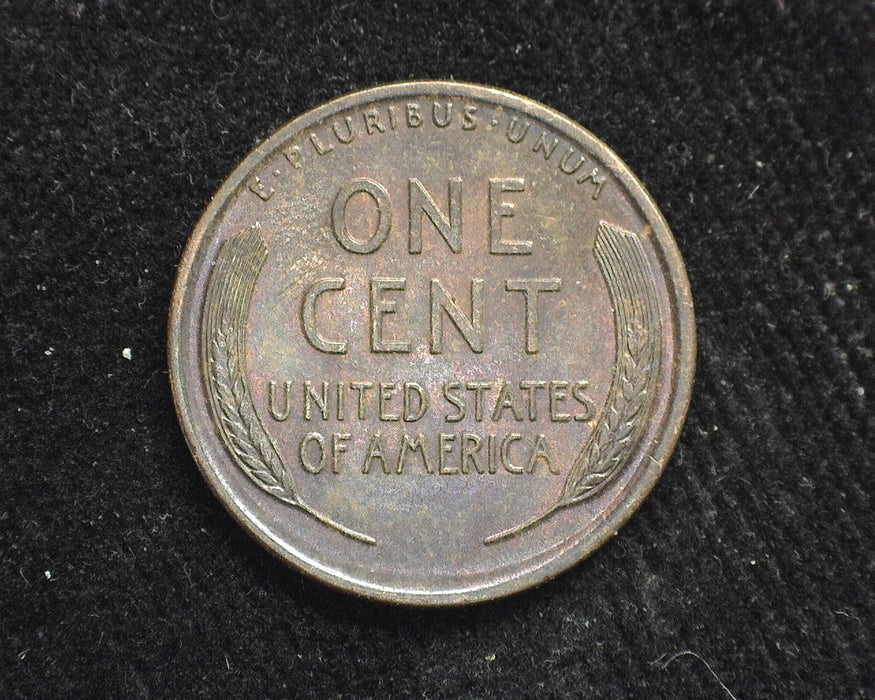 E·PLURIBUS·UNUM
ONE
CENT
UNITED STATES
OF AMERICA